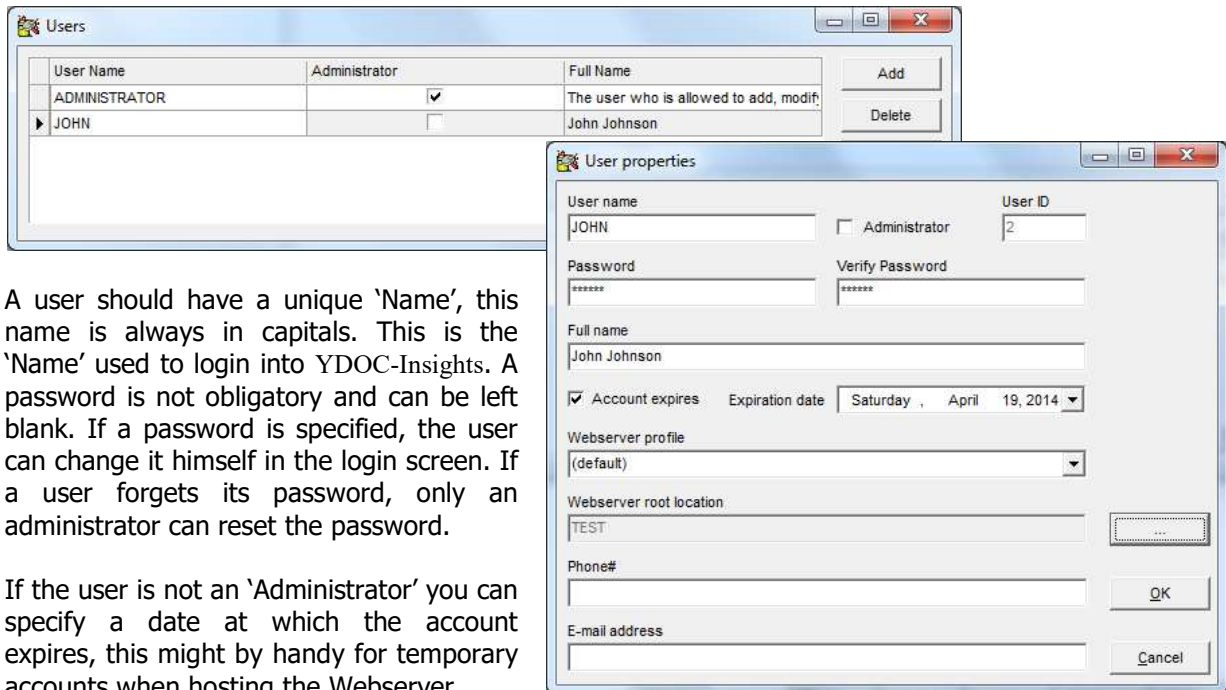 Users
User Name Administrator Full Name
ADMINISTRATOR The user who is allowed to add, modify
JOHN John Johnson
Add
Delete
User properties
User name User ID
JOHN Administrator 2
Password Verify Password
****** ******
Full name
John Johnson
Account expires Expiration date Saturday , April 19, 2014
Webserver profile
(default)
Webserver root location
TEST ...
Phone#
OK
E-mail address
Cancel
A user should have a unique ‘Name’, this
name is always in capitals. This is the
‘Name’ used to login into YDOC-Insights. A
password is not obligatory and can be left
blank. If a password is specified, the user
can change it himself in the login screen. If
a user forgets its password, only an
administrator can reset the password.
If the user is not an ‘Administrator’ you can
specify a date at which the account
expires, this might by handy for temporary
accounts when hosting the Webserver